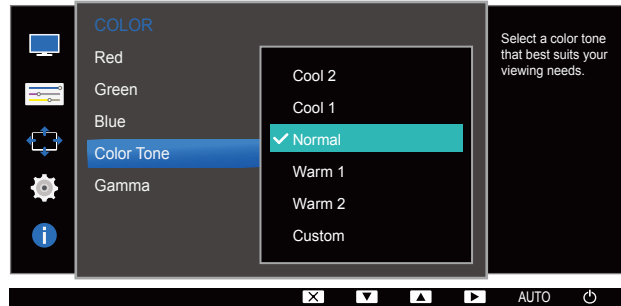 COLOR
Red
Green
Blue
Color Tone
Gamma
Cool 2
Cool 1
Normal
Warm 1
Warm 2
Custom
Select a color tone
that best suits your
viewing needs.
AUTO